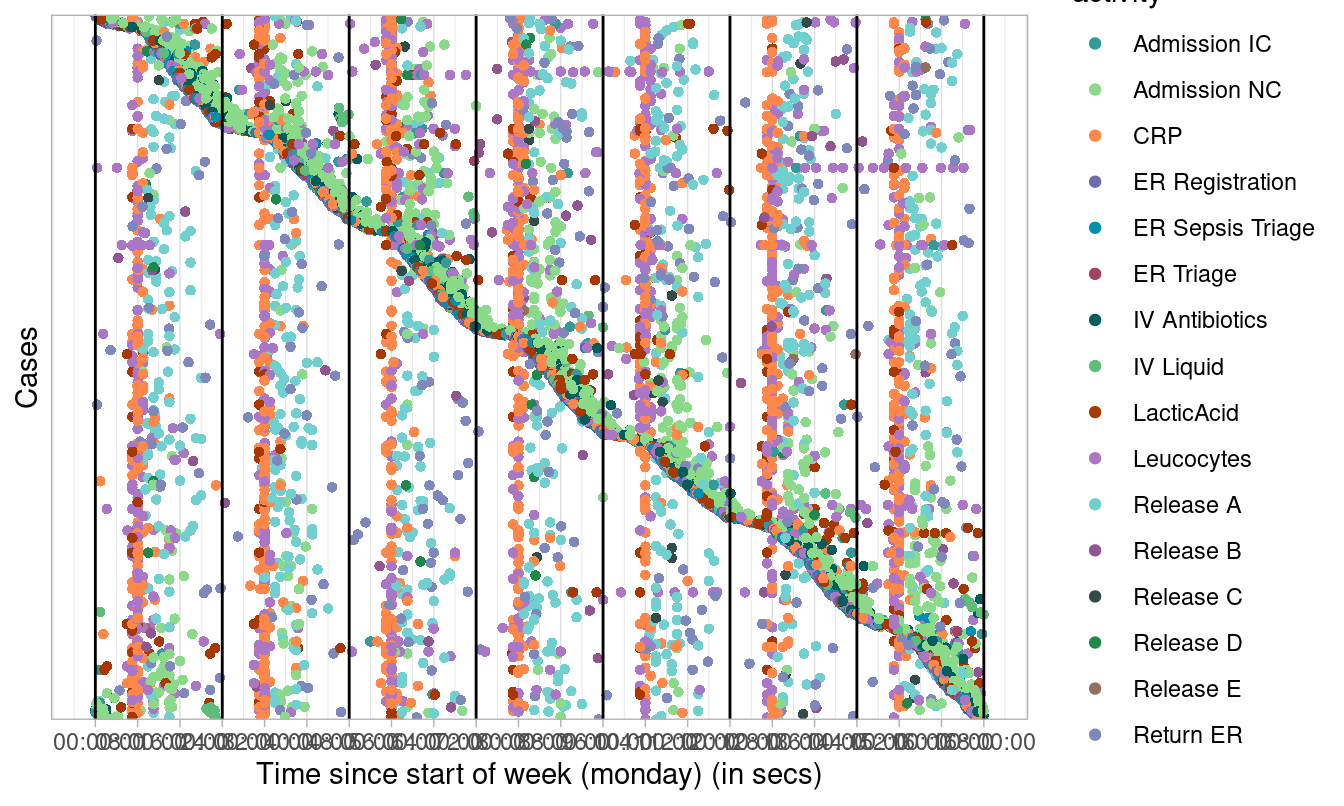 activity
Admission IC
Admission NC
CRP
ER Registration
ER Sepsis Triage
ER Triage
IV Antibiotics
IV Liquid
LacticAcid
Leucocytes
Release A
Release B
Release C
Release D
Release E
Return ER
Cases
Time since start of week (monday) (in secs)